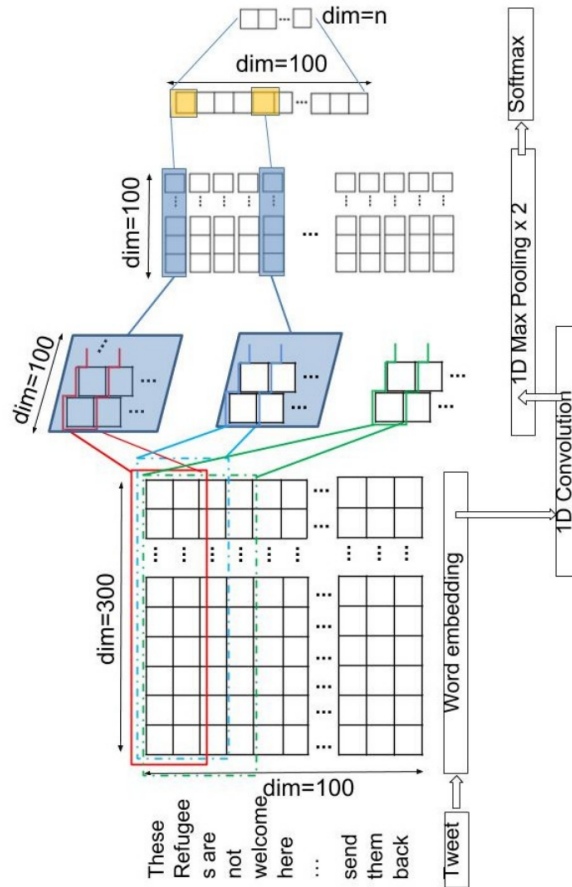 dim=n
dim=100
dim=100
dim=100
dim=300
dim=100
These
Refugee
s are
not
welcome
here
...
send
them
back
Tweet
Word embedding
1D Convolution
1D Max Pooling x 2
Softmax